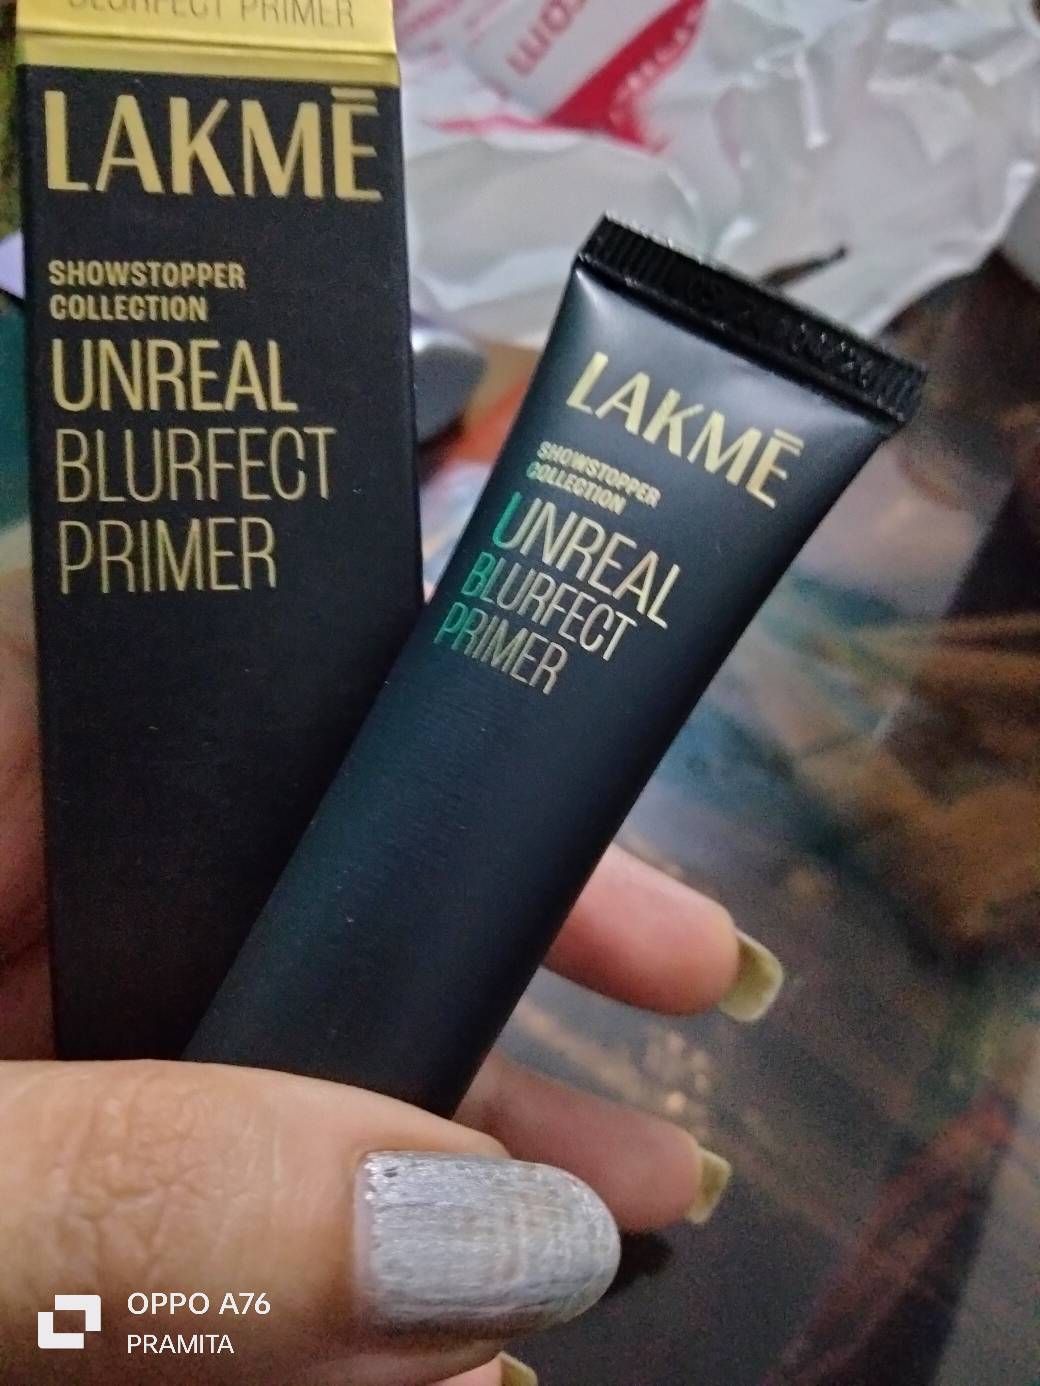 BLURFECT PRIMER
LAKMĒ
SHOWSTOPPER
COLLECTION
UNREAL
BLURFECT
PRIMER
LAKMĒ
SHOWSTOPPER
COLLECTION
UNREAL
BLURFECT
PRIMER
OPPO A76
PRAMITA